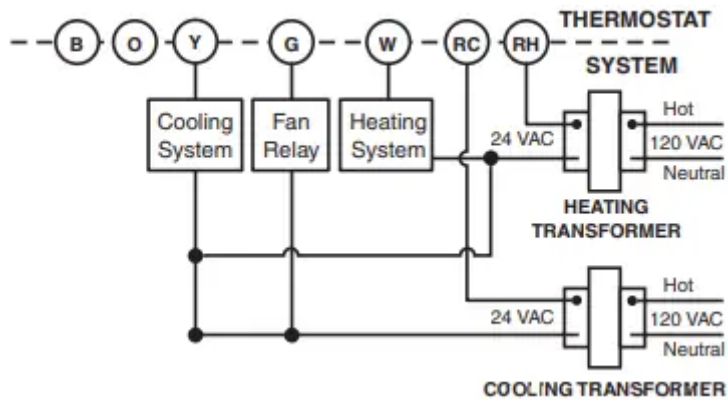 THERMOSTAT
B O Y G W RC RH
SYSTEM
Cooling System
Fan Relay
Heating System
24 VAC
Hot
120 VAC
Neutral
HEATING
TRANSFORMER
24 VAC
Hot
120 VAC
Neutral
COOLING TRANSFORMER